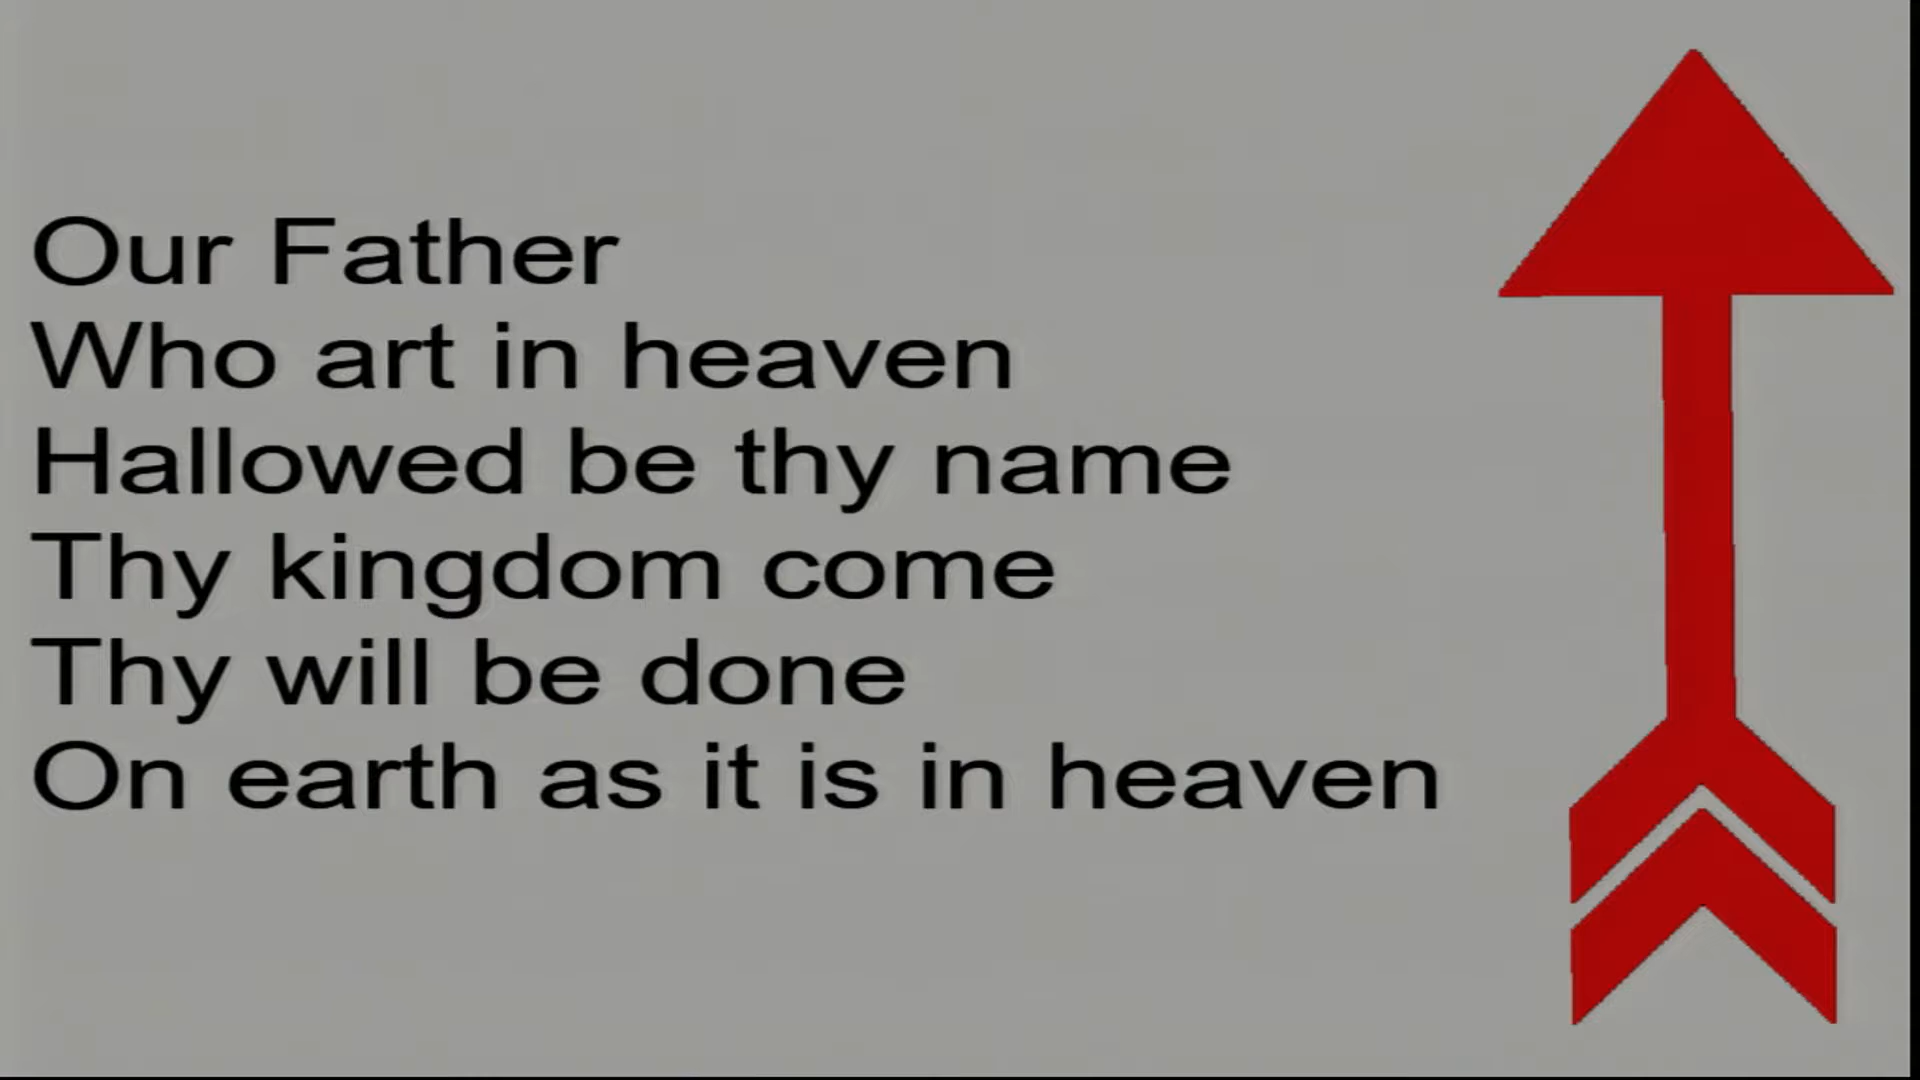 Our Father
Who art in heaven
Hallowed be thy name
Thy kingdom come
Thy will be done
On earth as it is in heaven